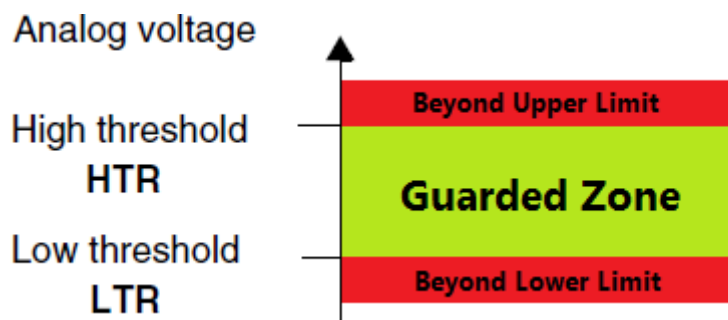 Analog voltage
Beyond Upper Limit
High threshold
HTR
Guarded Zone
Low threshold
Beyond Lower Limit
LTR